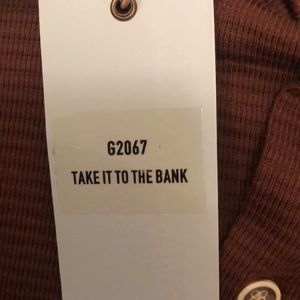 G2067
TAKE IT TO THE BANK